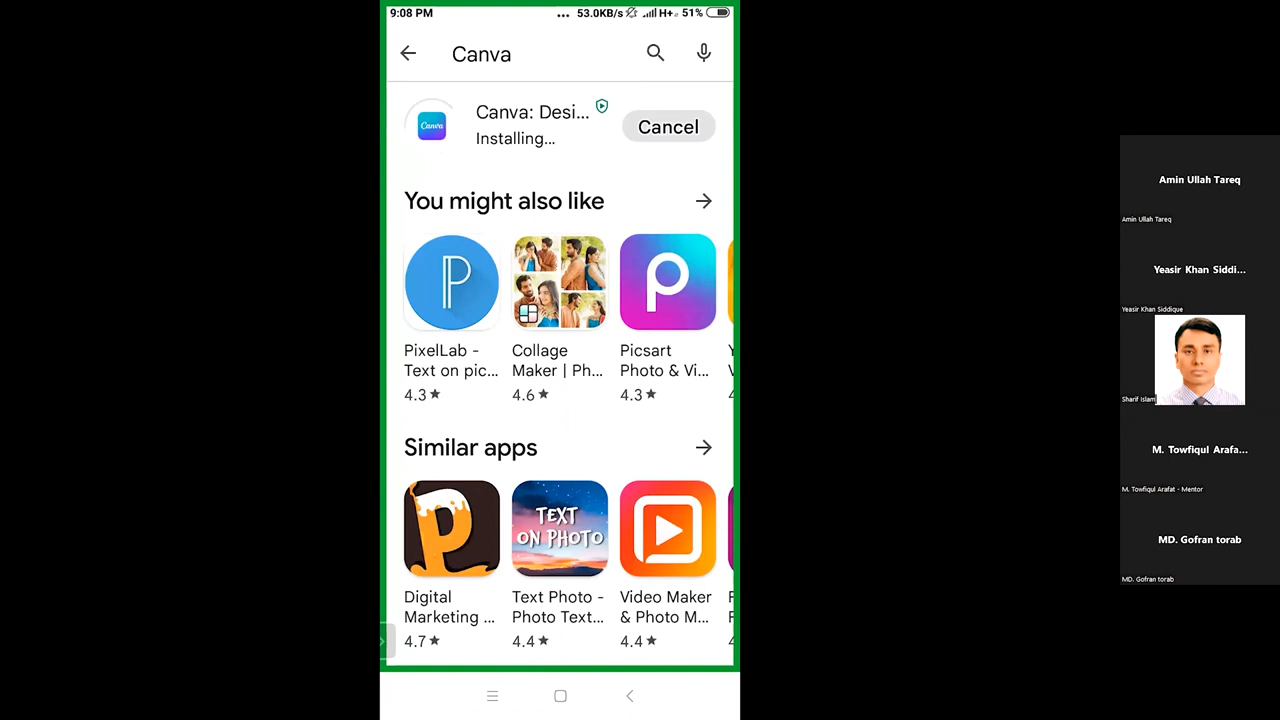 9:08 PM
... 53.0KB/s H+ 51%
Canva
Canva
Canva: Desi...
Installing...
Cancel
You might also like
PixelLab -
Text on pic...
4.3★
Collage
Maker | Ph...
4.6★
Picsart
Photo & Vi...
4.3★
Similar apps
TEXT
ON PHOTO
Digital
Marketing ...
4.7★
Text Photo -
Photo Text...
4.4★
Video Maker
& Photo M...
4.4★
Amin Ullah Tareq
Amin Ullah Tareq
Yeasir Khan Siddi...
Yeasir Khan Siddique
Sharif Islam
M. Towfiqul Arafa...
M. Towfiqul Arafat - Mentor
MD. Gofran torab
MD. Gofran torab